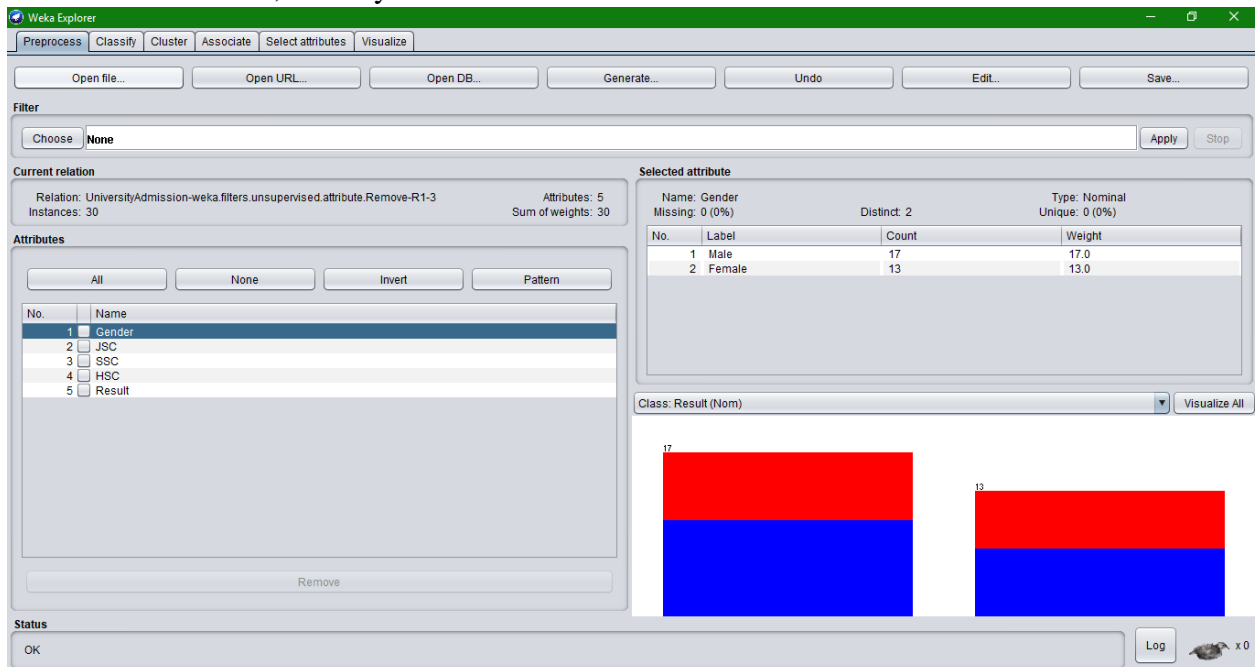 Weka Explorer
Preprocess Classify Cluster Associate Select attributes Visualize
Open file... Open URL... Open DB... Generate... Undo Edit... Save...
Filter
Choose None Apply Stop
Current relation
Relation: UniversityAdmission-weka.filters.unsupervised.attribute.Remove-R1-3 Attributes: 5
Instances: 30 Sum of weights: 30
Attributes
All None Invert Pattern
No. Name
1 Gender
2 JSC
3 SSC
4 HSC
5 Result
Remove
Selected attribute
Name: Gender Type: Nominal
Missing: 0 (0%) Distinct: 2 Unique: 0 (0%)
No. Label Count Weight
1 Male 17 17.0
2 Female 13 13.0
Class: Result (Nom) Visualize All
17
13
Status
OK Log x 0